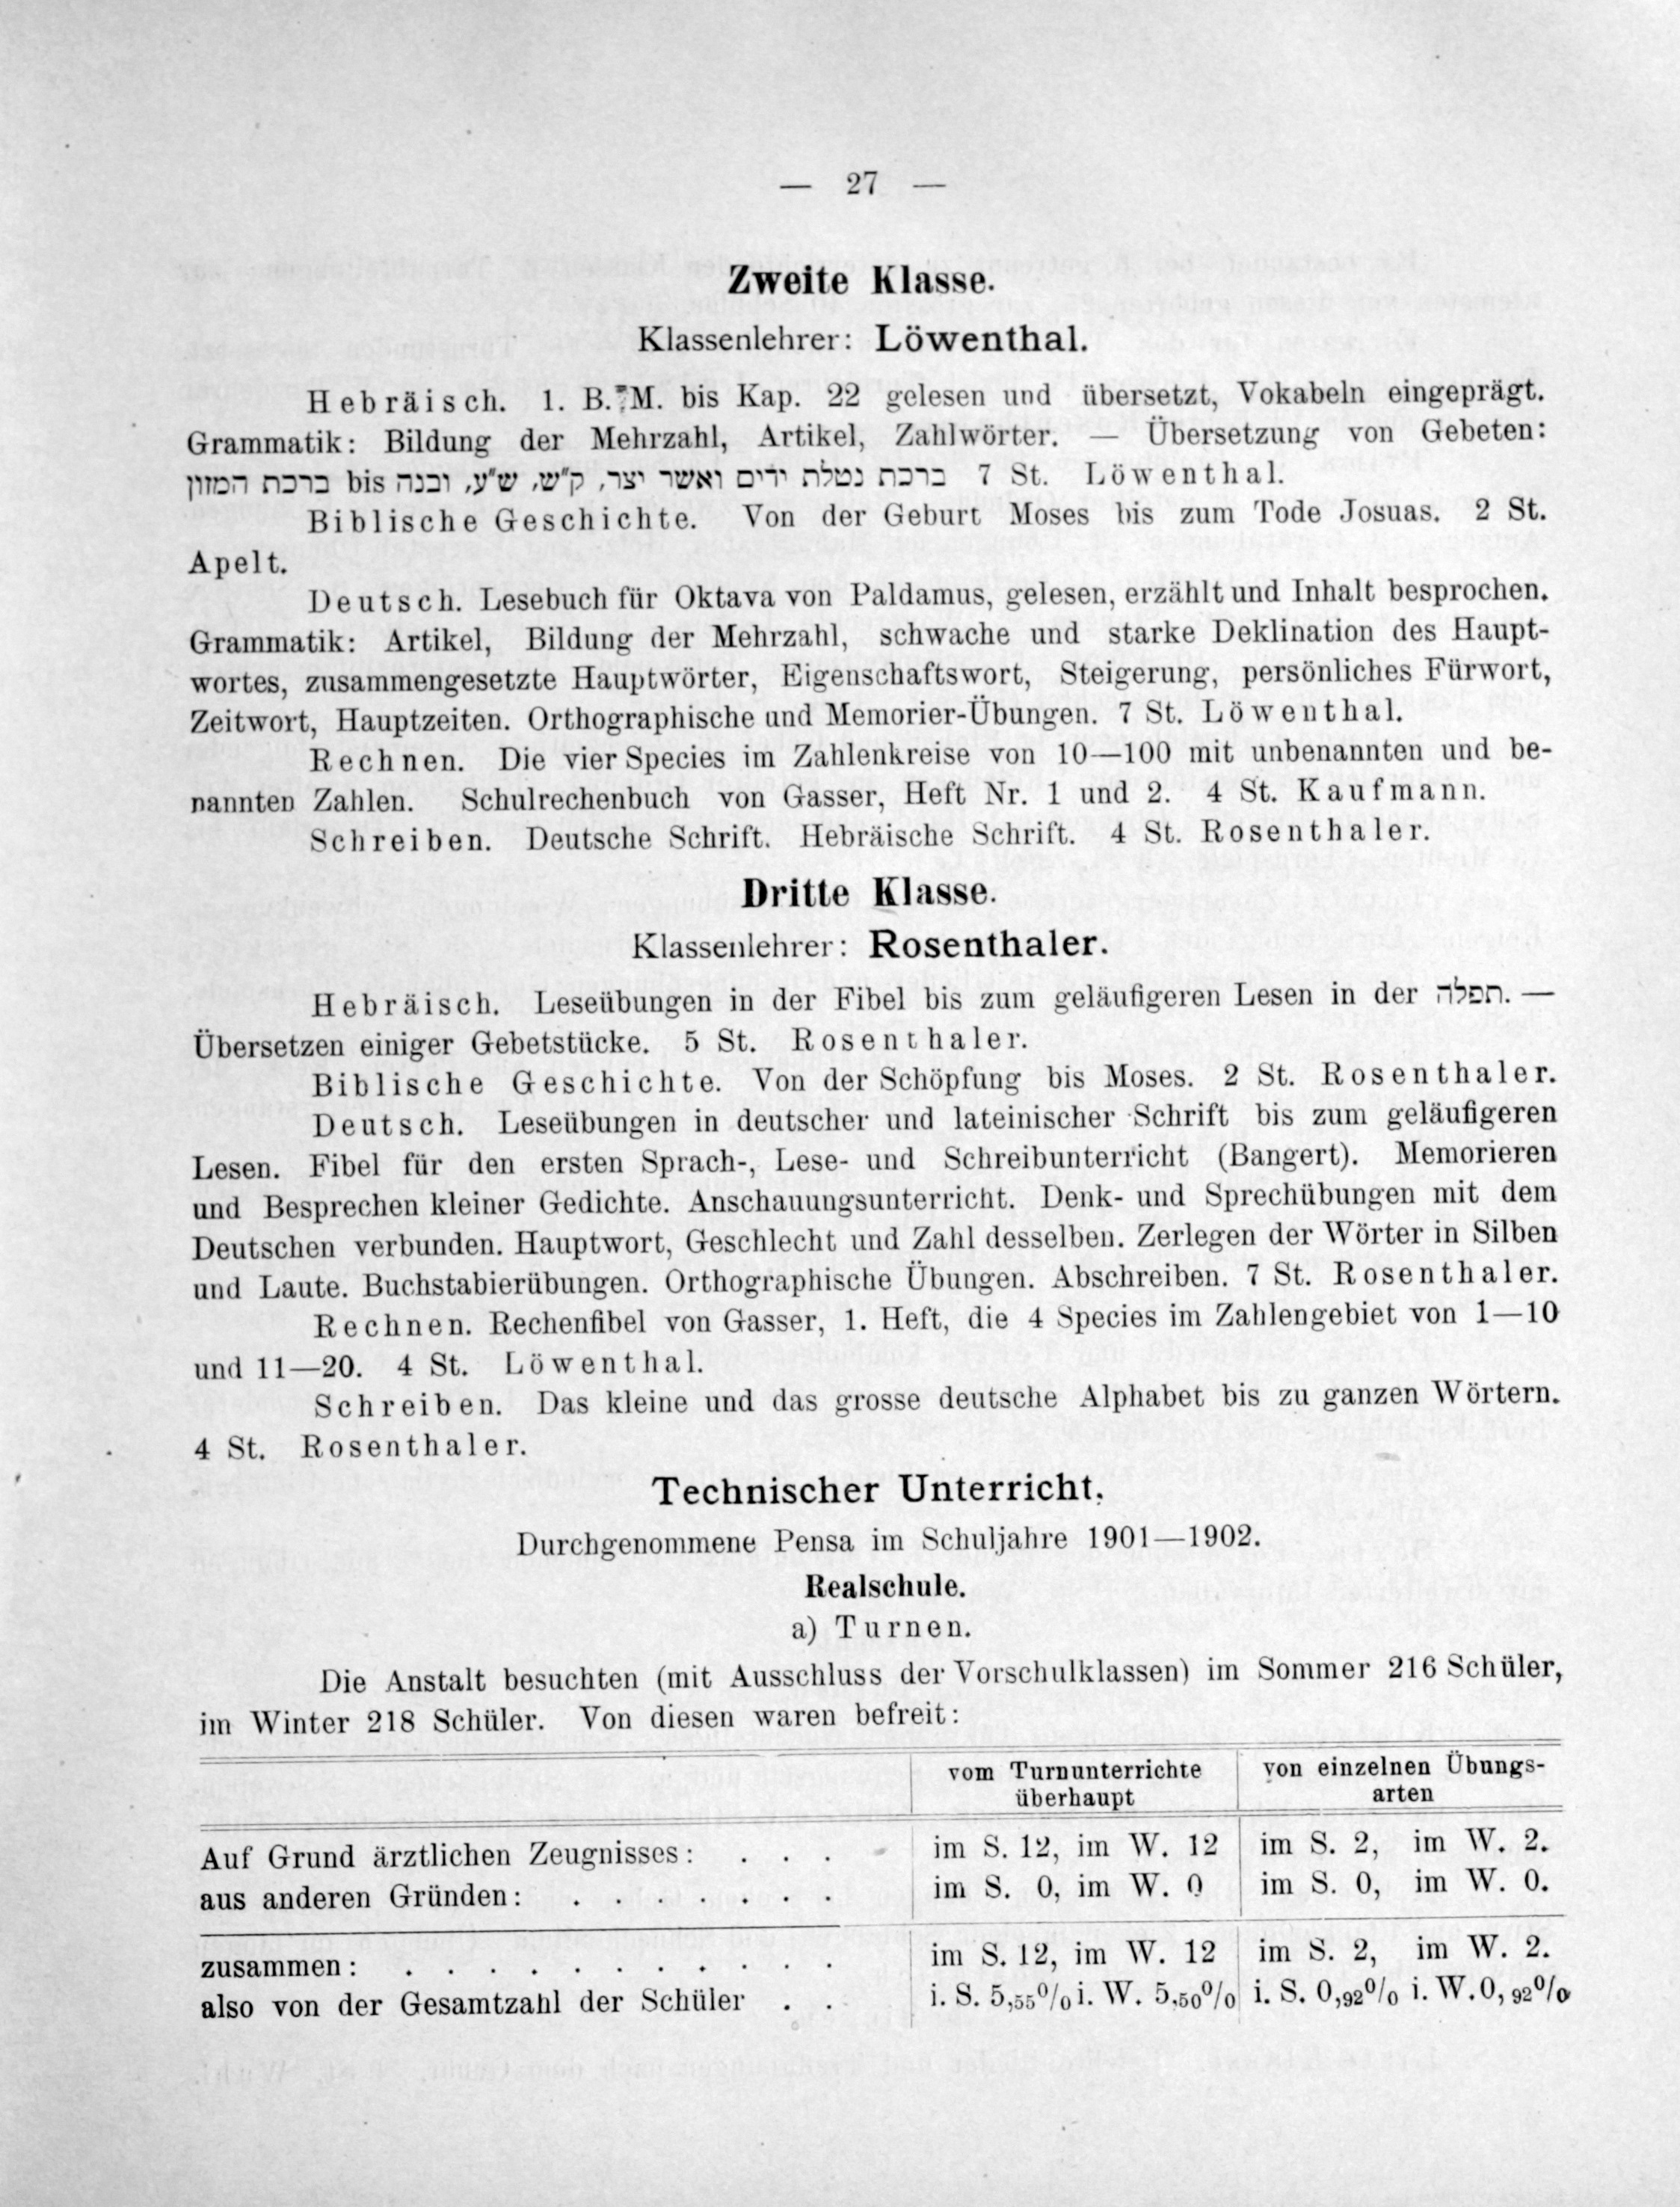 — 27 —
Zweite Klasse.
Klassenlehrer: Löwenthal.
Hebräisch. 1. B. M. bis Kap. 22 gelesen und übersetzt, Vokabeln eingeprägt.
Grammatik: Bildung der Mehrzahl, Artikel, Zahlwörter. — Übersetzung von Gebeten:
ברכת המזון bis ברכת נטלת ידים ואשר יצר, ק״ש, ש״ע, ובנה 7 St. Löwenthal.
Biblische Geschichte. Von der Geburt Moses bis zum Tode Josuas. 2 St.
Apelt.
Deutsch. Lesebuch für Oktava von Paldamus, gelesen, erzählt und Inhalt besprochen.
Grammatik: Artikel, Bildung der Mehrzahl, schwache und starke Deklination des Haupt-
wortes, zusammengesetzte Hauptwörter, Eigenschaftswort, Steigerung, persönliches Fürwort,
Zeitwort, Hauptzeiten. Orthographische und Memorier-Übungen. 7 St. Löwenthal.
Rechnen. Die vier Species im Zahlenkreise von 10—100 mit unbenannten und be-
nannten Zahlen. Schulrechenbuch von Gasser, Heft Nr. 1 und 2. 4 St. Kaufmann.
Schreiben. Deutsche Schrift. Hebräische Schrift. 4 St. Rosenthaler.
Dritte Klasse.
Klassenlehrer: Rosenthaler.
Hebräisch. Leseübungen in der Fibel bis zum geläufigeren Lesen in der תפלה. —
Übersetzen einiger Gebetstücke. 5 St. Rosenthaler.
Biblische Geschichte. Von der Schöpfung bis Moses. 2 St. Rosenthaler.
Deutsch. Leseübungen in deutscher und lateinischer Schrift bis zum geläufigeren
Lesen. Fibel für den ersten Sprach-, Lese- und Schreibunterricht (Bangert). Memorieren
und Besprechen kleiner Gedichte. Anschauungsunterricht. Denk- und Sprechübungen mit dem
Deutschen verbunden. Hauptwort, Geschlecht und Zahl desselben. Zerlegen der Wörter in Silben
und Laute. Buchstabierübungen. Orthographische Übungen. Abschreiben. 7 St. Rosenthaler.
Rechnen. Rechenfibel von Gasser, 1. Heft, die 4 Species im Zahlengebiet von 1—10
und 11—20. 4 St. Löwenthal.
Schreiben. Das kleine und das grosse deutsche Alphabet bis zu ganzen Wörtern.
4 St. Rosenthaler.
Technischer Unterricht.
Durchgenommene Pensa im Schuljahre 1901—1902.
Realschule.
a) Turnen.
Die Anstalt besuchten (mit Ausschluss der Vorschulklassen) im Sommer 216 Schüler,
im Winter 218 Schüler. Von diesen waren befreit:
vom Turnunterrichte überhaupt von einzelnen Übungs-arten
Auf Grund ärztlichen Zeugnisses: . . . im S. 12, im W. 12 im S. 2, im W. 2.
aus anderen Gründen: . . . . . . . im S. 0, im W. 0 im S. 0, im W. 0.
zusammen: . . . . . . . . . . . im S. 12, im W. 12 im S. 2, im W. 2.
also von der Gesamtzahl der Schüler . . i. S. 5,55% i. W. 5,50% i. S. 0,92% i. W. 0,92%